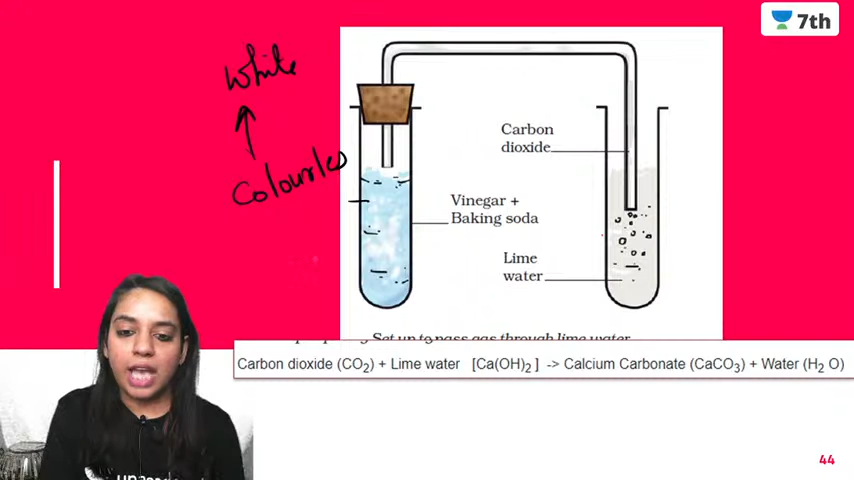 7th
White
Colourles
Carbon
dioxide
Vinegar +
Baking soda
Lime
water
Set up to pass gas through lime water
Carbon dioxide (CO₂) + Lime water [Ca(OH)₂ ] -> Calcium Carbonate (CaCO₃) + Water (H₂ O)
44